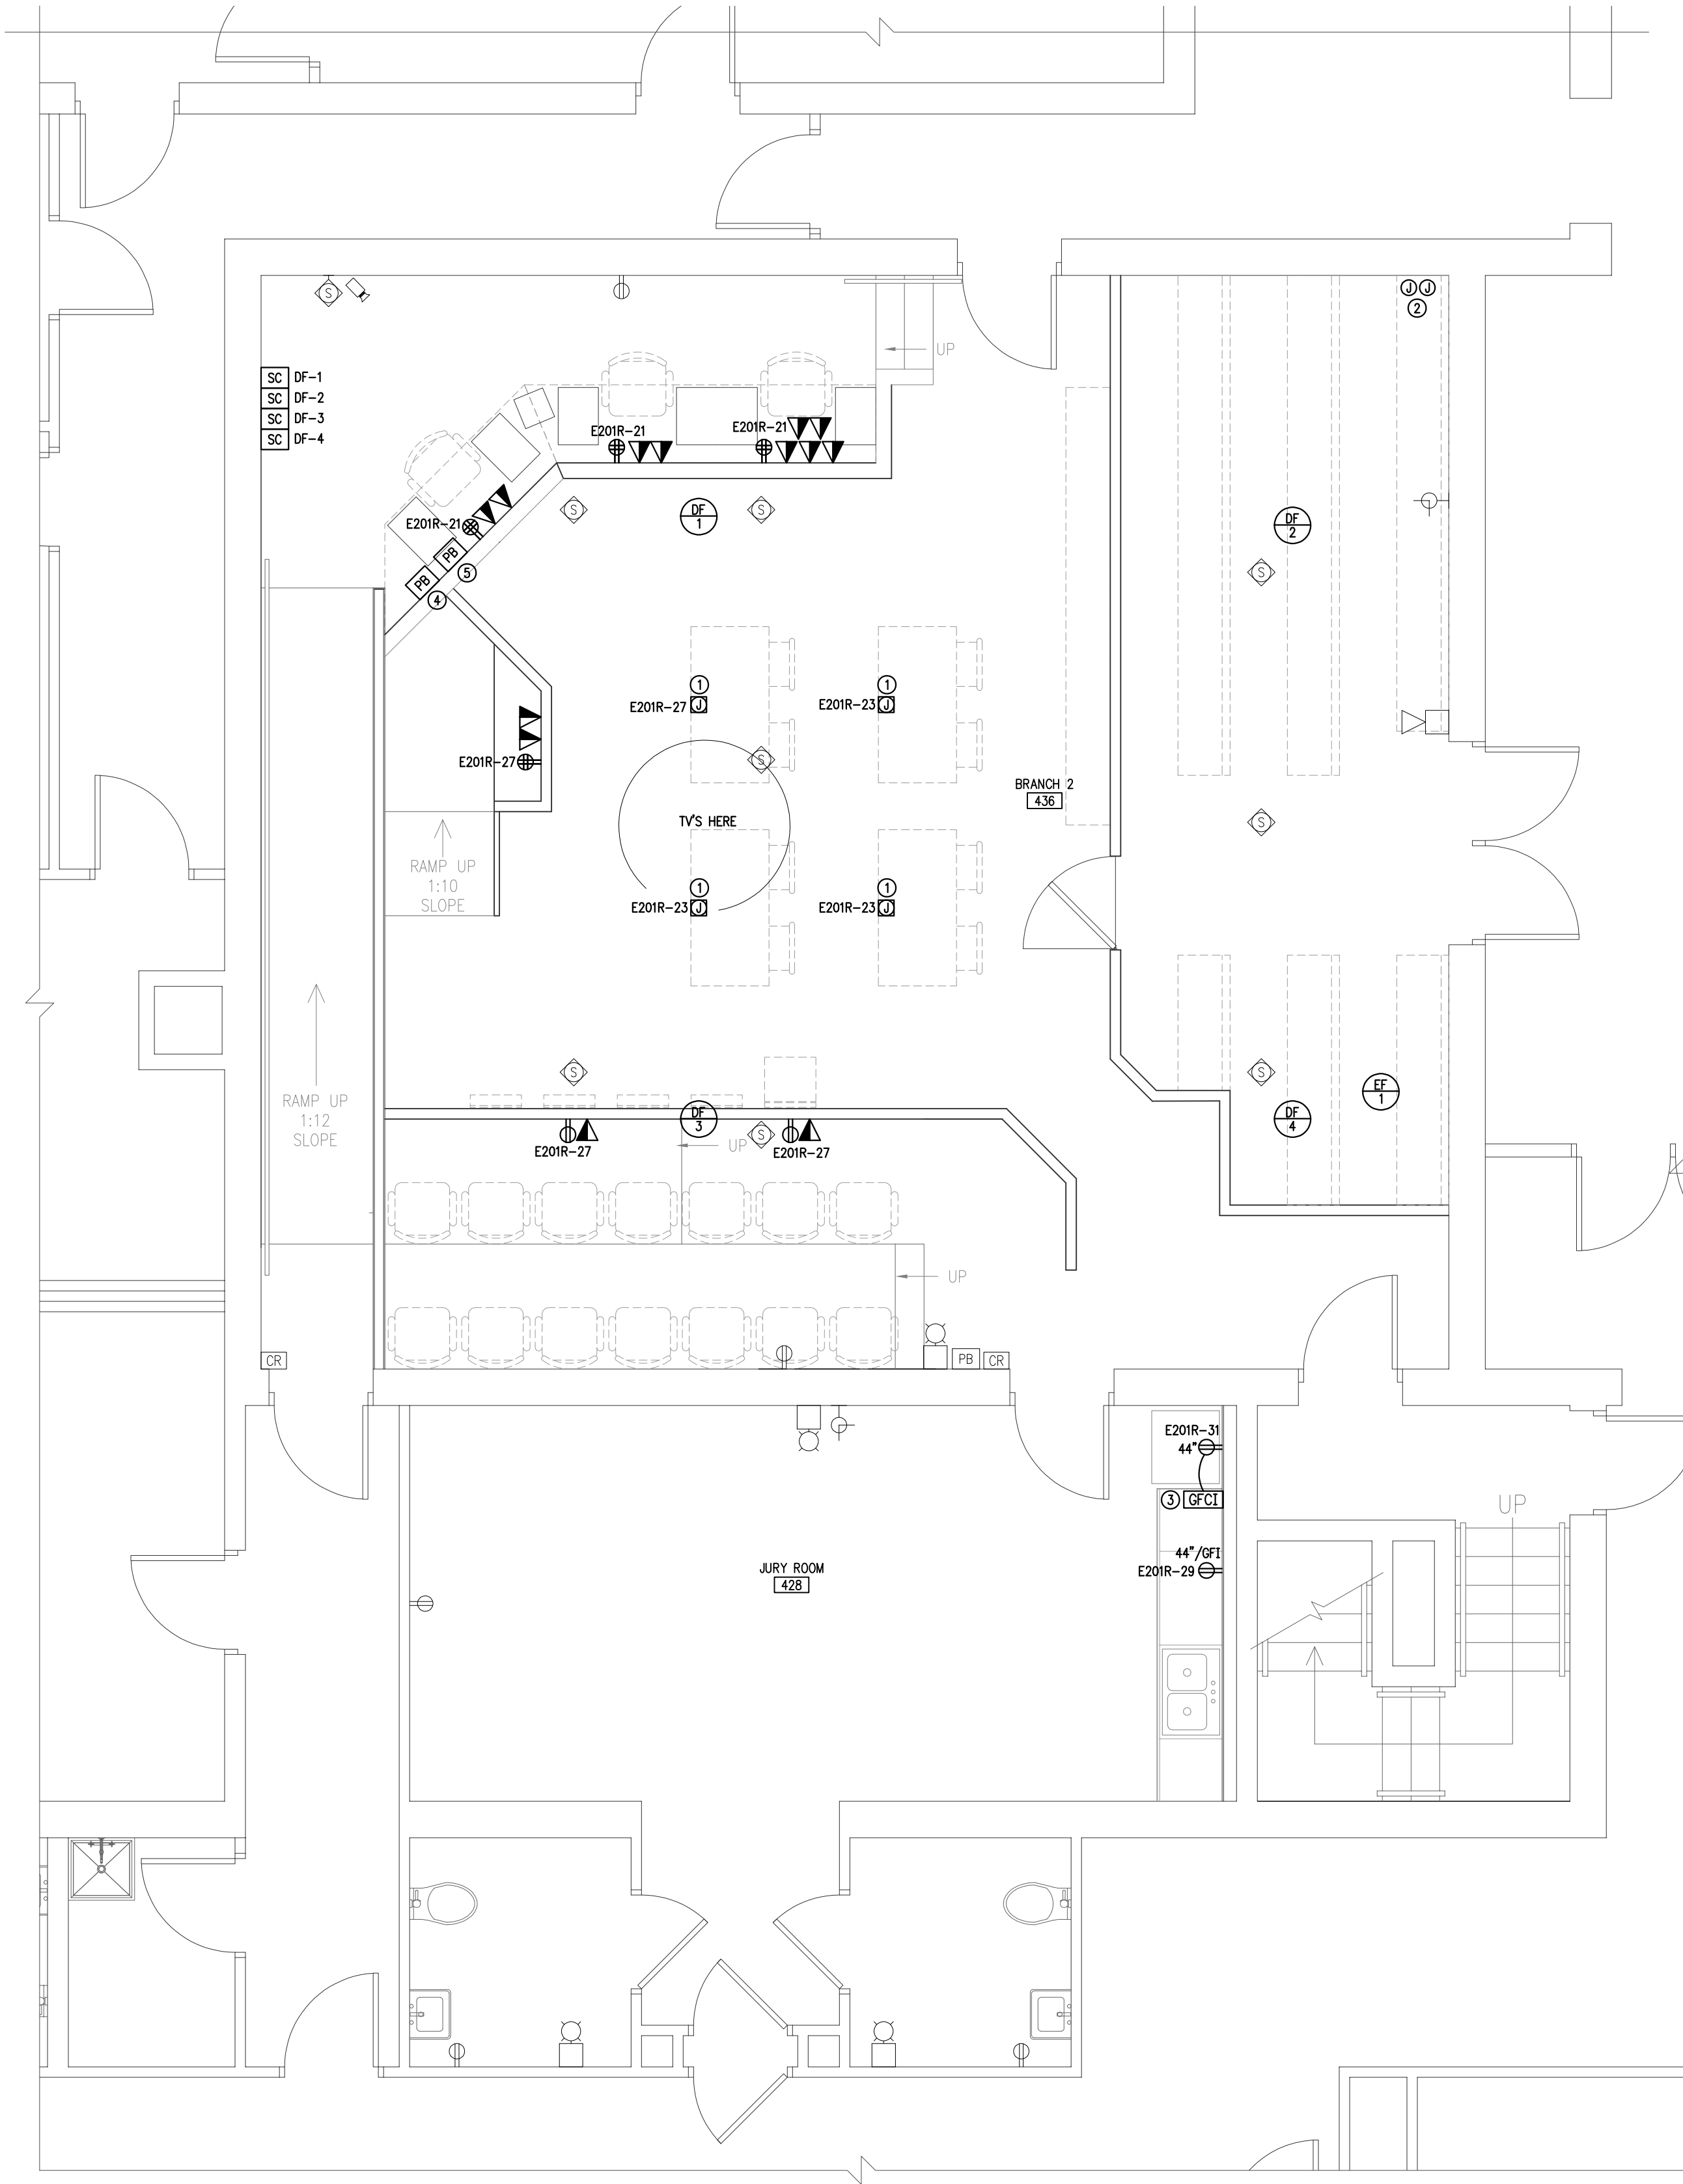 S
J J
2
UP
SC DF-1
SC DF-2
SC DF-3
SC DF-4
E201R-21
E201R-21
S
DF
1
S
DF
2
E201R-21
PB
PB
5
4
S
1
E201R-27 J
1
E201R-23 J
E201R-27
S
BRANCH 2
436
TV'S HERE
S
RAMP UP
1:10
SLOPE
1
E201R-23 J
1
E201R-23 J
RAMP UP
1:12
SLOPE
S
S
EF
1
DF
3
DF
4
S
UP
E201R-27
E201R-27
UP
CR
PB CR
E201R-31
44"
3 GFCI
UP
44"/GFI
E201R-29
JURY ROOM
428